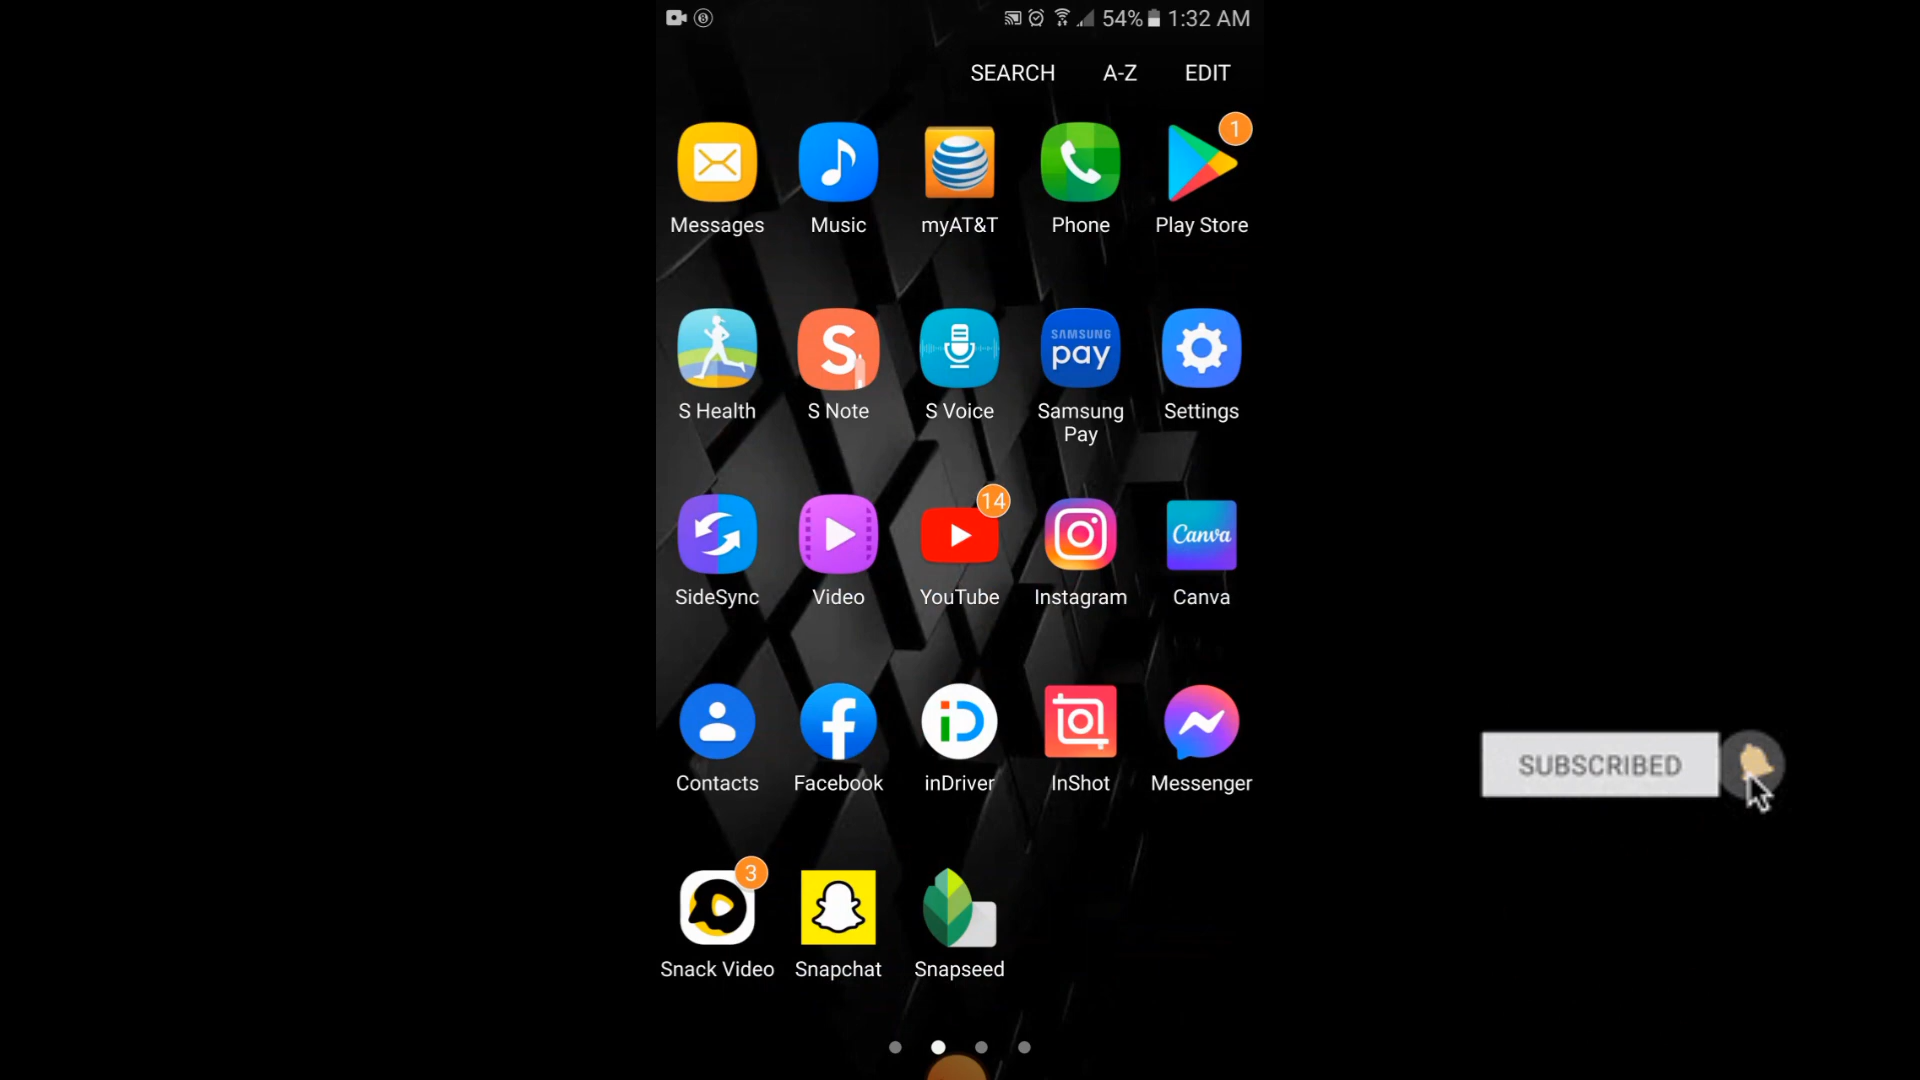 54% 1:32 AM
SEARCH A-Z EDIT
1
Messages Music myAT&T Phone Play Store
S SAMSUNG pay
S Health S Note S Voice Samsung Pay Settings
14
Canva
SideSync Video YouTube Instagram Canva
f iD
Contacts Facebook inDriver InShot Messenger
SUBSCRIBED
3
Snack Video Snapchat Snapseed